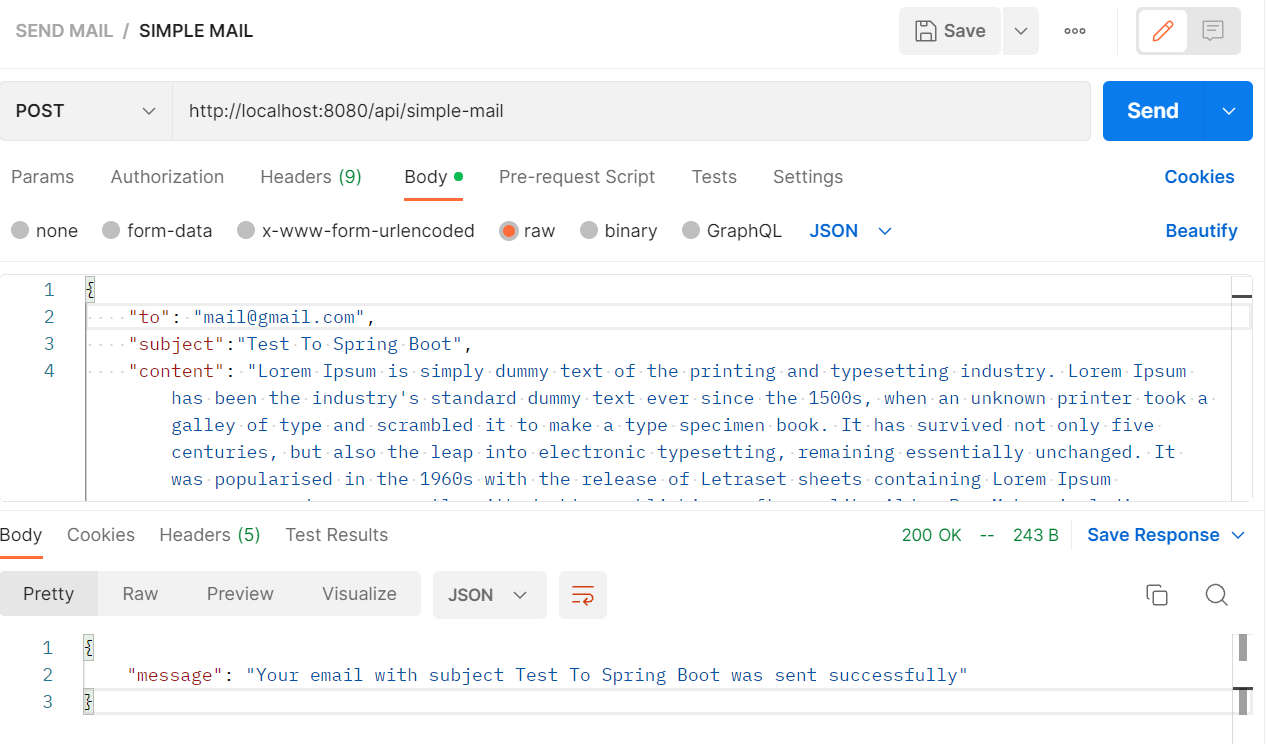 SEND MAIL / SIMPLE MAIL
Save
POST
http://localhost:8080/api/simple-mail
Send
Params Authorization Headers (9) Body Pre-request Script Tests Settings Cookies
none form-data x-www-form-urlencoded raw binary GraphQL JSON Beautify
1 {
2 "to": "mail@gmail.com",
3 "subject":"Test To Spring Boot",
4 "content": "Lorem Ipsum is simply dummy text of the printing and typesetting industry. Lorem Ipsum
has been the industry's standard dummy text ever since the 1500s, when an unknown printer took a
galley of type and scrambled it to make a type specimen book. It has survived not only five
centuries, but also the leap into electronic typesetting, remaining essentially unchanged. It
was popularised in the 1960s with the release of Letraset sheets containing Lorem Ipsum
Body Cookies Headers (5) Test Results 200 OK -- 243 B Save Response
Pretty Raw Preview Visualize JSON
1 {
2 "message": "Your email with subject Test To Spring Boot was sent successfully"
3 }